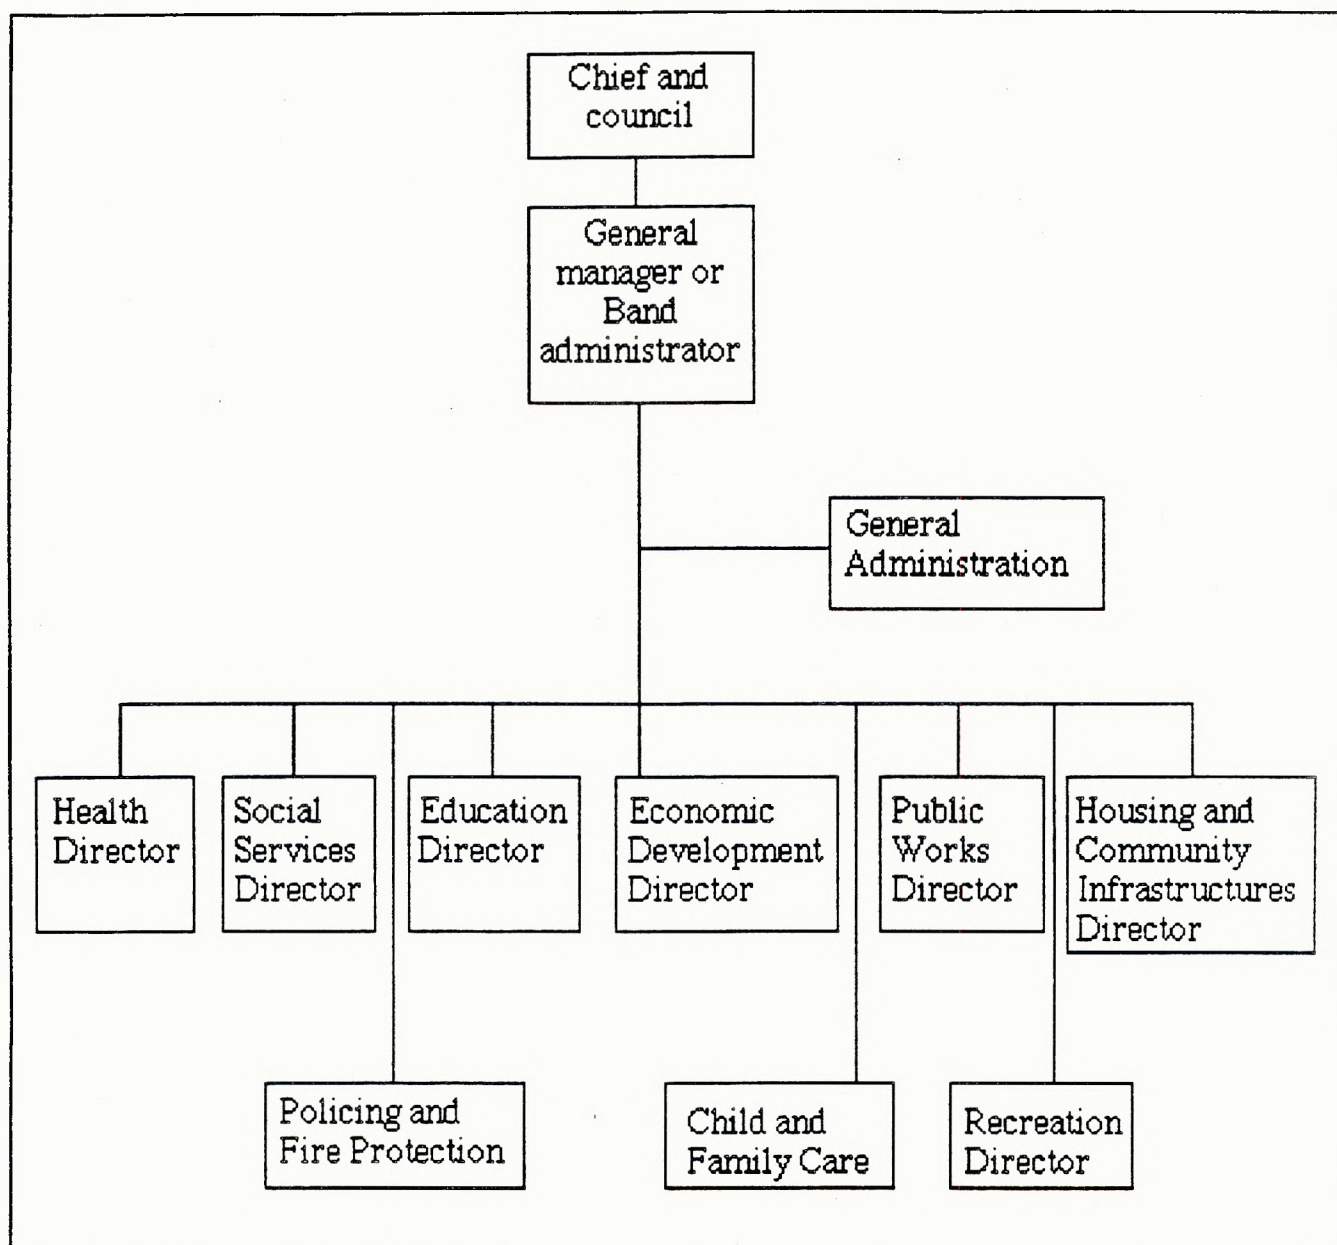 Chief and
council
General
manager or
Band
administrator
General
Administration
Health
Director
Social
Services
Director
Education
Director
Economic
Development
Director
Public
Works
Director
Housing and
Community
Infrastructures
Director
Policing and
Fire Protection
Child and
Family Care
Recreation
Director